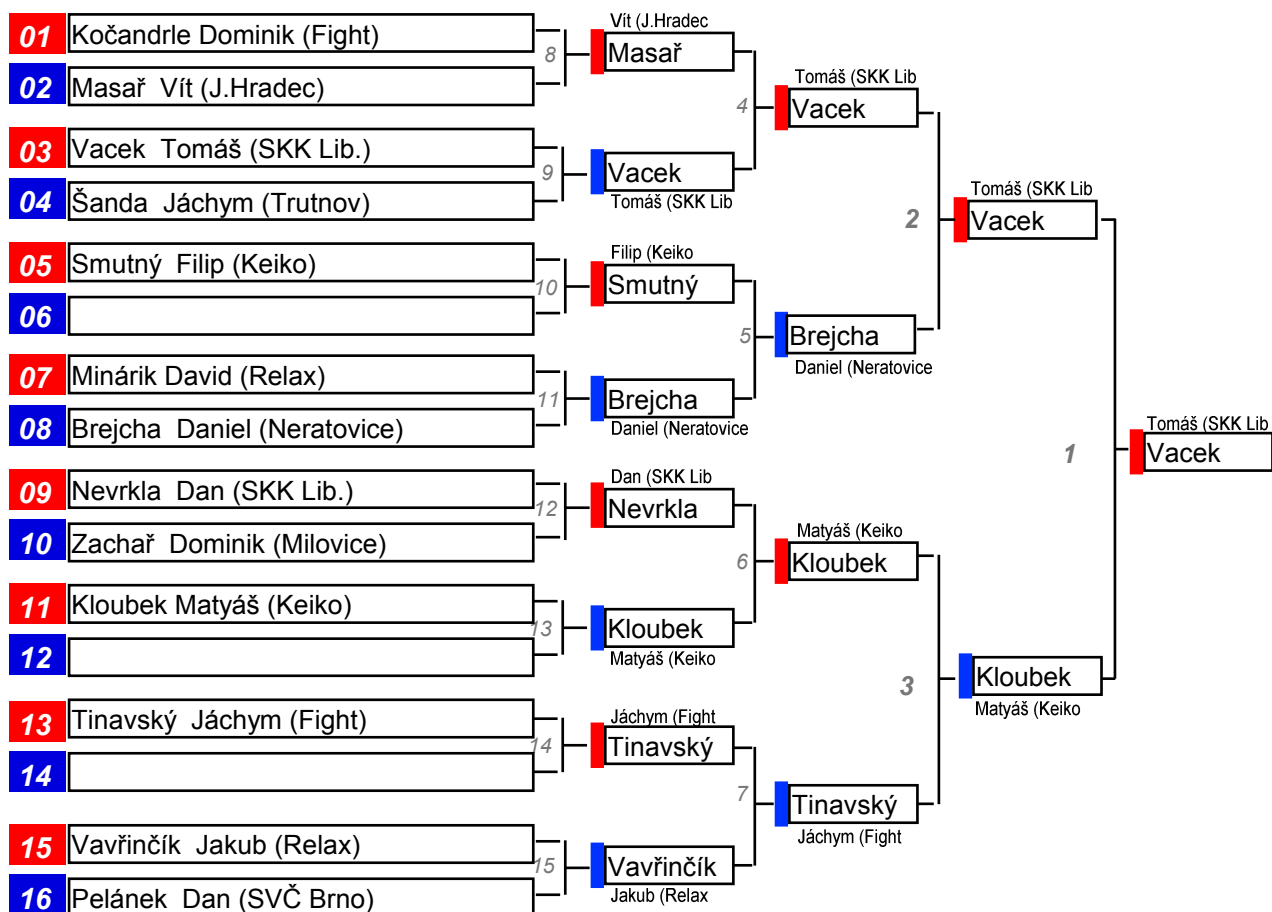 01 Kočandrle Dominik (Fight)
02 Masař Vít (J.Hradec)
03 Vacek Tomáš (SKK Lib.)
04 Šanda Jáchym (Trutnov)
05 Smutný Filip (Keiko)
06
07 Minárik David (Relax)
08 Brejcha Daniel (Neratovice)
09 Nevrkla Dan (SKK Lib.)
10 Zachař Dominik (Milovice)
11 Kloubek Matyáš (Keiko)
12
13 Tinavský Jáchym (Fight)
14
15 Vavřinčík Jakub (Relax)
16 Pelánek Dan (SVČ Brno)
8
9
10
11
12
13
14
15
Vít (J.Hradec
Masař
Vacek
Tomáš (SKK Lib
Filip (Keiko
Smutný
Brejcha
Daniel (Neratovice
Dan (SKK Lib
Nevrkla
Kloubek
Matyáš (Keiko
Jáchym (Fight
Tinavský
Vavřinčík
Jakub (Relax
4
5
6
7
Tomáš (SKK Lib
Vacek
Brejcha
Daniel (Neratovice
Matyáš (Keiko
Kloubek
Tinavský
Jáchym (Fight
2
3
Tomáš (SKK Lib
Vacek
Kloubek
Matyáš (Keiko
1
Tomáš (SKK Lib
Vacek